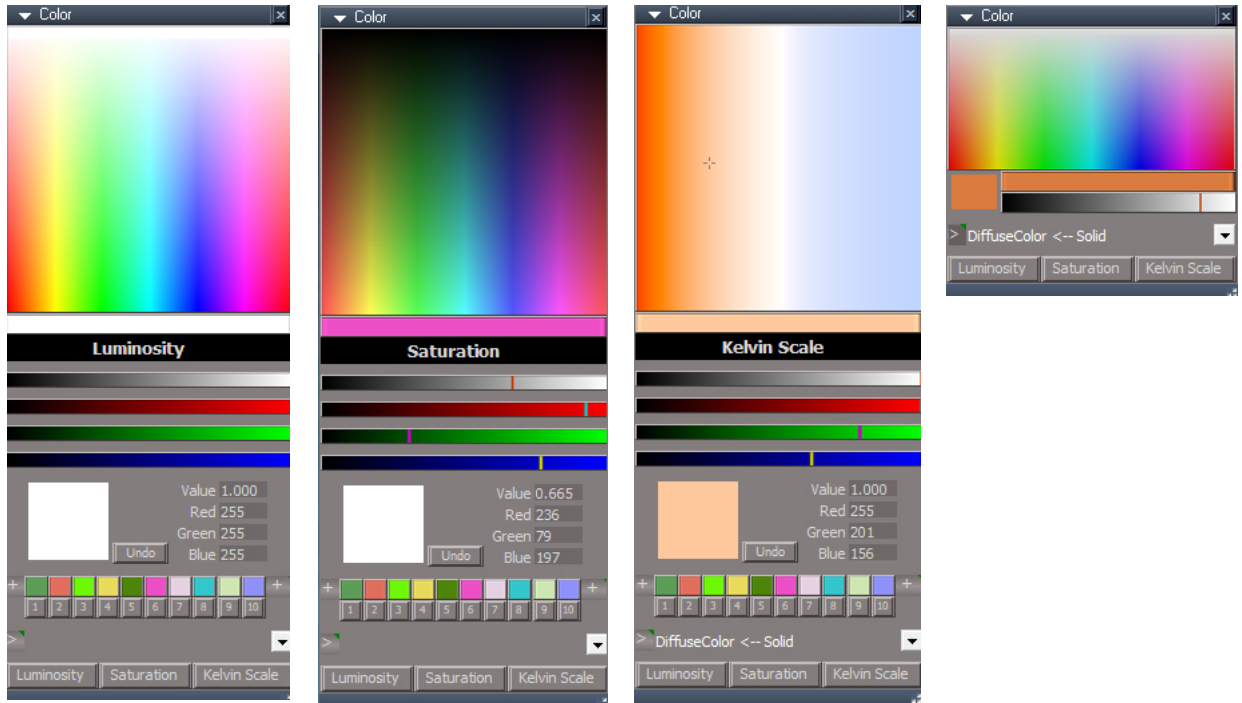 Color
Luminosity
Value 1.000
Red 255
Green 255
Undo Blue 255
+ +
1 2 3 4 5 6 7 8 9 10
>
Luminosity Saturation Kelvin Scale
Color
Saturation
Value 0.665
Red 236
Green 79
Undo Blue 197
+ +
1 2 3 4 5 6 7 8 9 10
>
Luminosity Saturation Kelvin Scale
Color
Kelvin Scale
Value 1.000
Red 255
Green 201
Undo Blue 156
+ +
1 2 3 4 5 6 7 8 9 10
> DiffuseColor <-- Solid
Luminosity Saturation Kelvin Scale
Color
> DiffuseColor <-- Solid
Luminosity Saturation Kelvin Scale